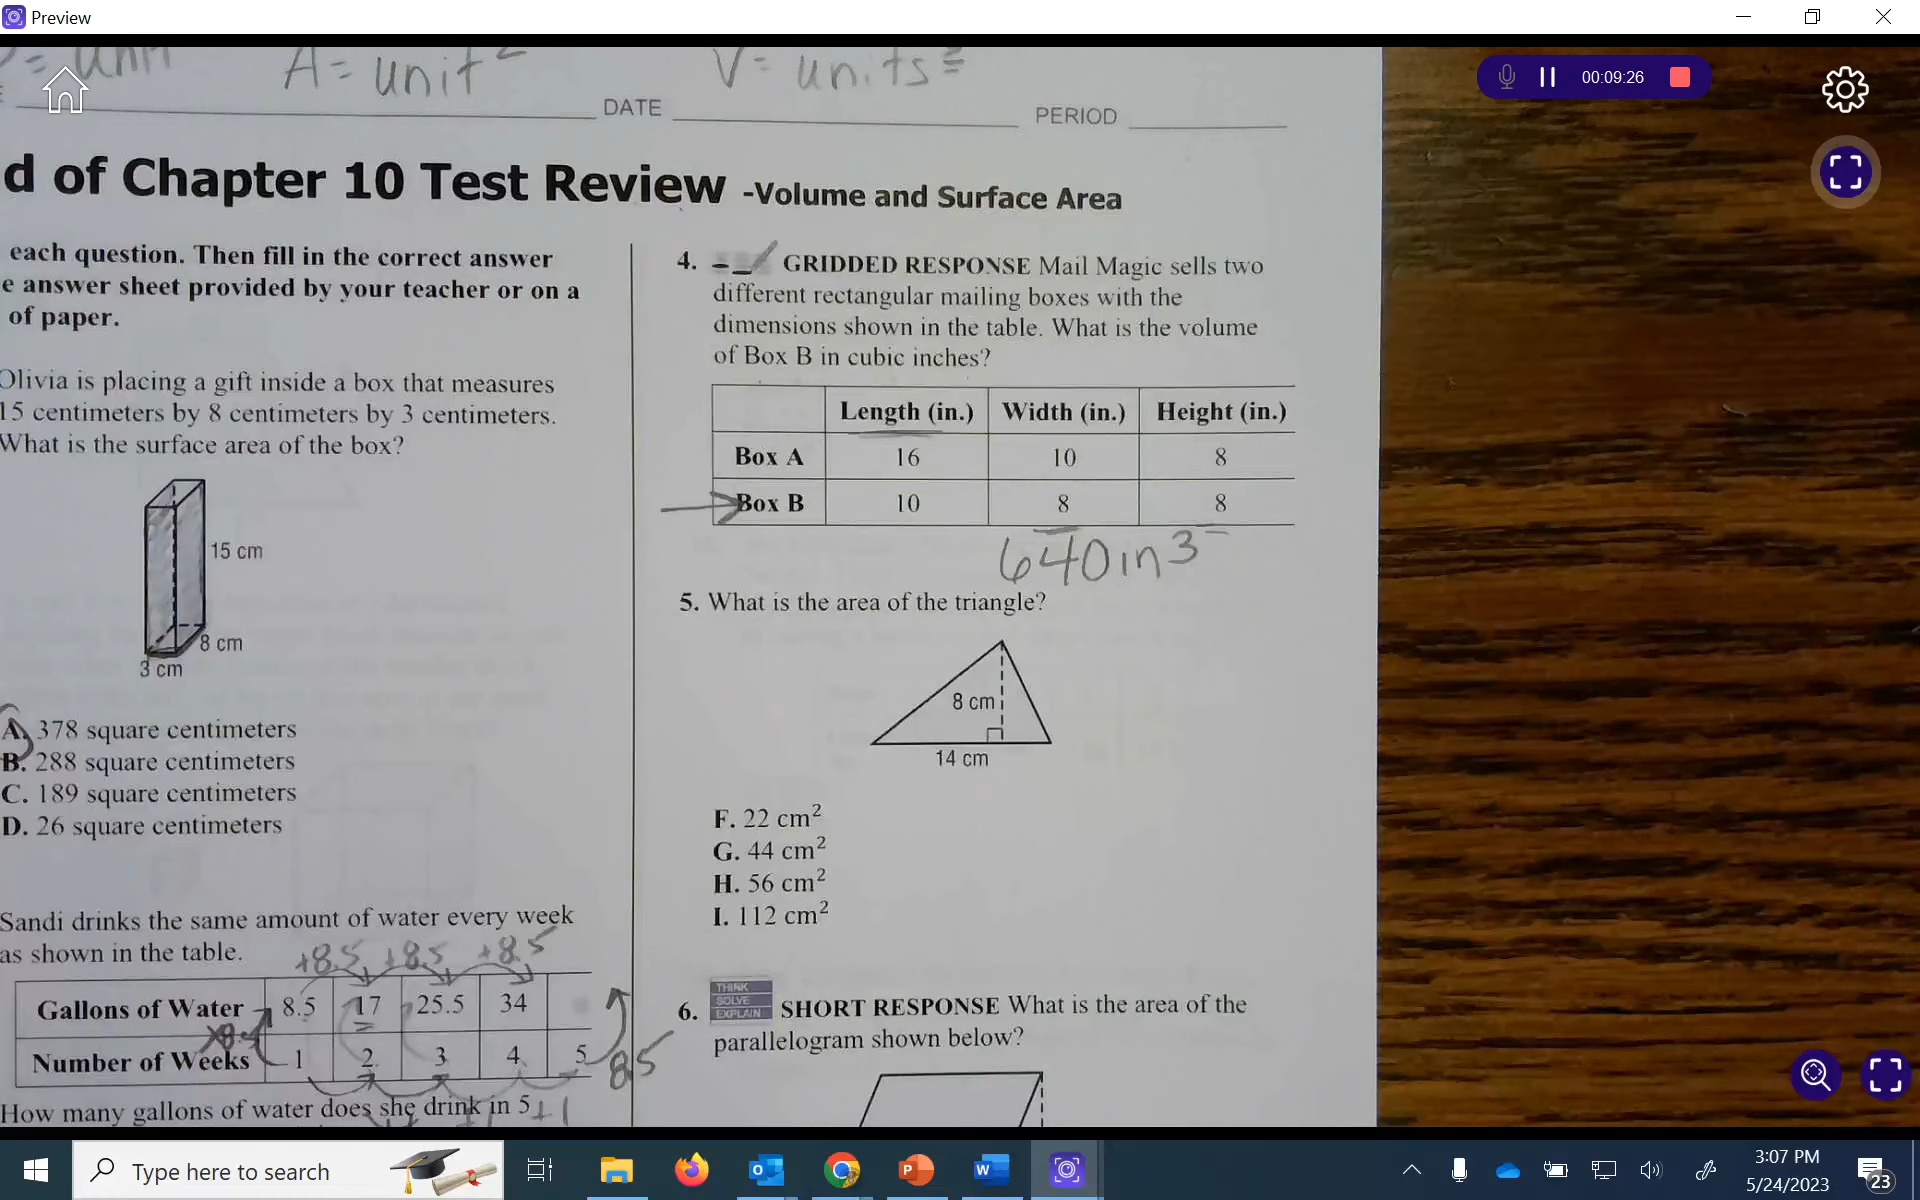 Preview
A = unit²
V = units³
00:09:26
DATE
PERIOD
d of Chapter 10 Test Review -Volume and Surface Area
each question. Then fill in the correct answer
e answer sheet provided by your teacher or on a
of paper.
Olivia is placing a gift inside a box that measures
15 centimeters by 8 centimeters by 3 centimeters.
What is the surface area of the box?
15 cm
8 cm
3 cm
A. 378 square centimeters
B. 288 square centimeters
C. 189 square centimeters
D. 26 square centimeters
Sandi drinks the same amount of water every week
as shown in the table.
+8.5 +8.5 +8.5
Gallons of Water 8.5 17 25.5 34
Number of Weeks 1 2 3 4 5
8.5
How many gallons of water does she drink in 5
+1
4. GRIDDED RESPONSE Mail Magic sells two
different rectangular mailing boxes with the
dimensions shown in the table. What is the volume
of Box B in cubic inches?
Length (in.) Width (in.) Height (in.)
Box A 16 10 8
Box B 10 8 8
640in3
5. What is the area of the triangle?
8 cm
14 cm
F. 22 cm²
G. 44 cm²
H. 56 cm²
I. 112 cm²
6. THINK SOLVE EXPLAIN SHORT RESPONSE What is the area of the
parallelogram shown below?
Type here to search
3:07 PM
5/24/2023
23